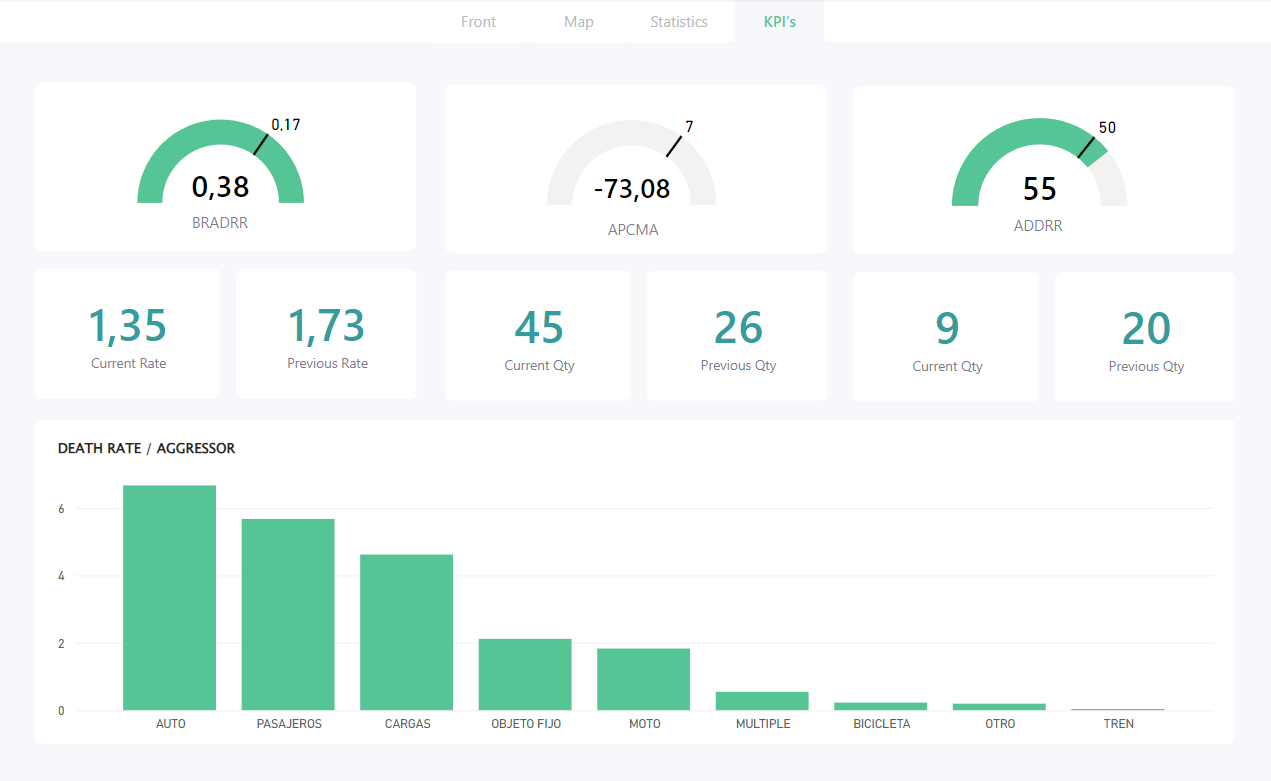 Front Map Statistics KPI's
0,17
0,38
BRADRR
7
-73,08
APCMA
50
55
ADDRR
1,35
Current Rate
1,73
Previous Rate
45
Current Qty
26
Previous Qty
9
Current Qty
20
Previous Qty
DEATH RATE / AGGRESSOR
6
4
2
0
AUTO PASAJEROS CARGAS OBJETO FIJO MOTO MULTIPLE BICICLETA OTRO TREN